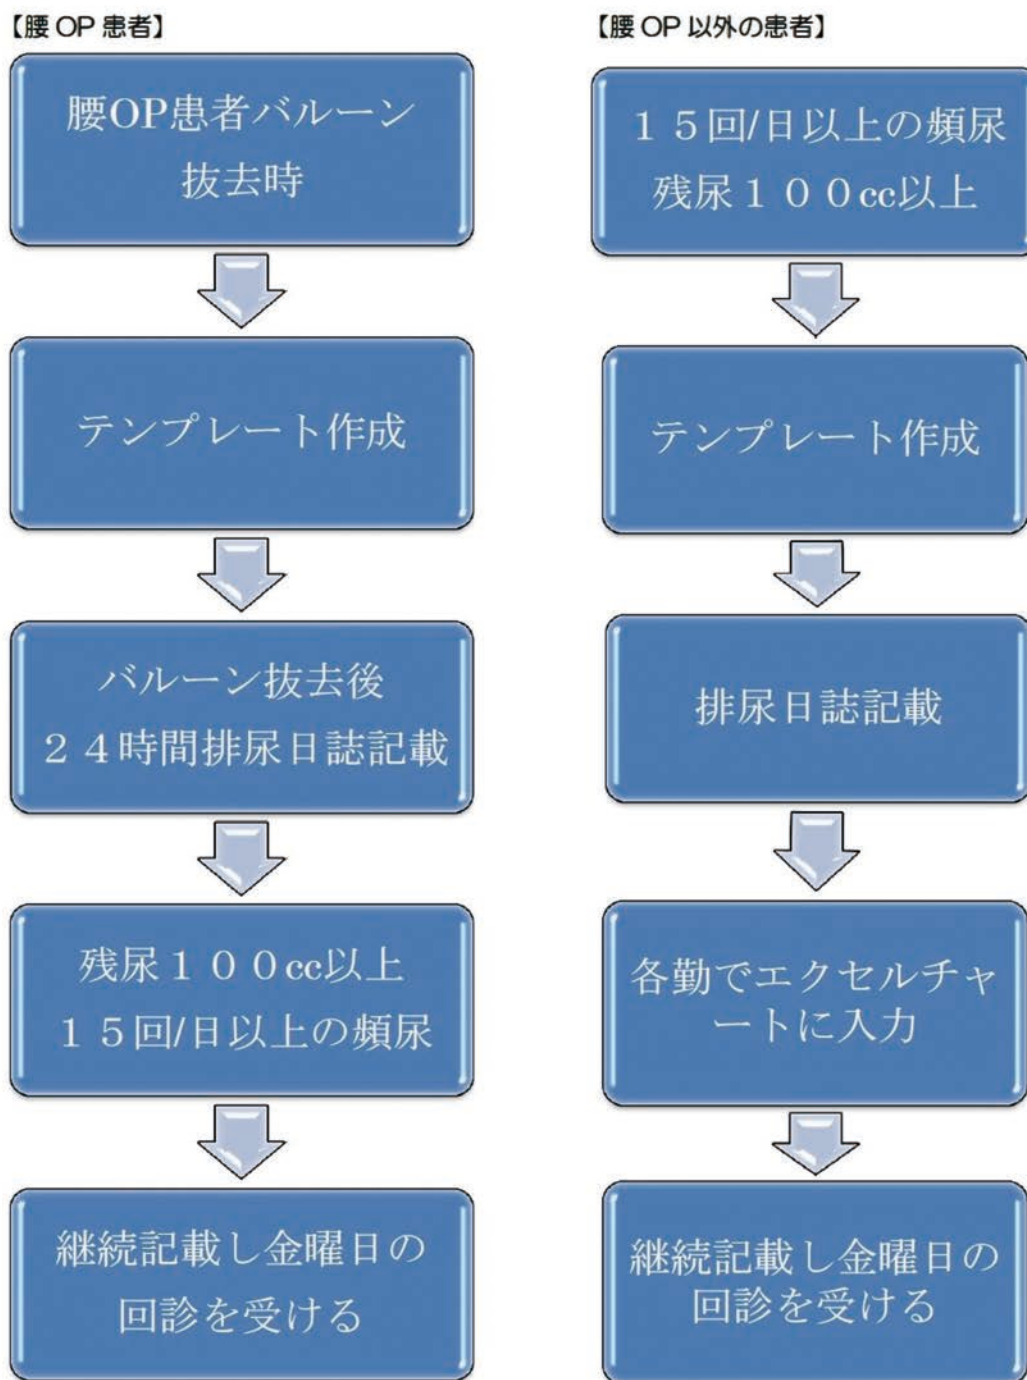 【腰 OP 患者】
腰OP患者バルーン
抜去時
テンプレート作成
バルーン抜去後
２４時間排尿日誌記載
残尿１００cc以上
１５回/日以上の頻尿
継続記載し金曜日の
回診を受ける
【腰 OP 以外の患者】
１５回/日以上の頻尿
残尿１００cc以上
テンプレート作成
排尿日誌記載
各勤でエクセルチャ
ートに入力
継続記載し金曜日の
回診を受ける